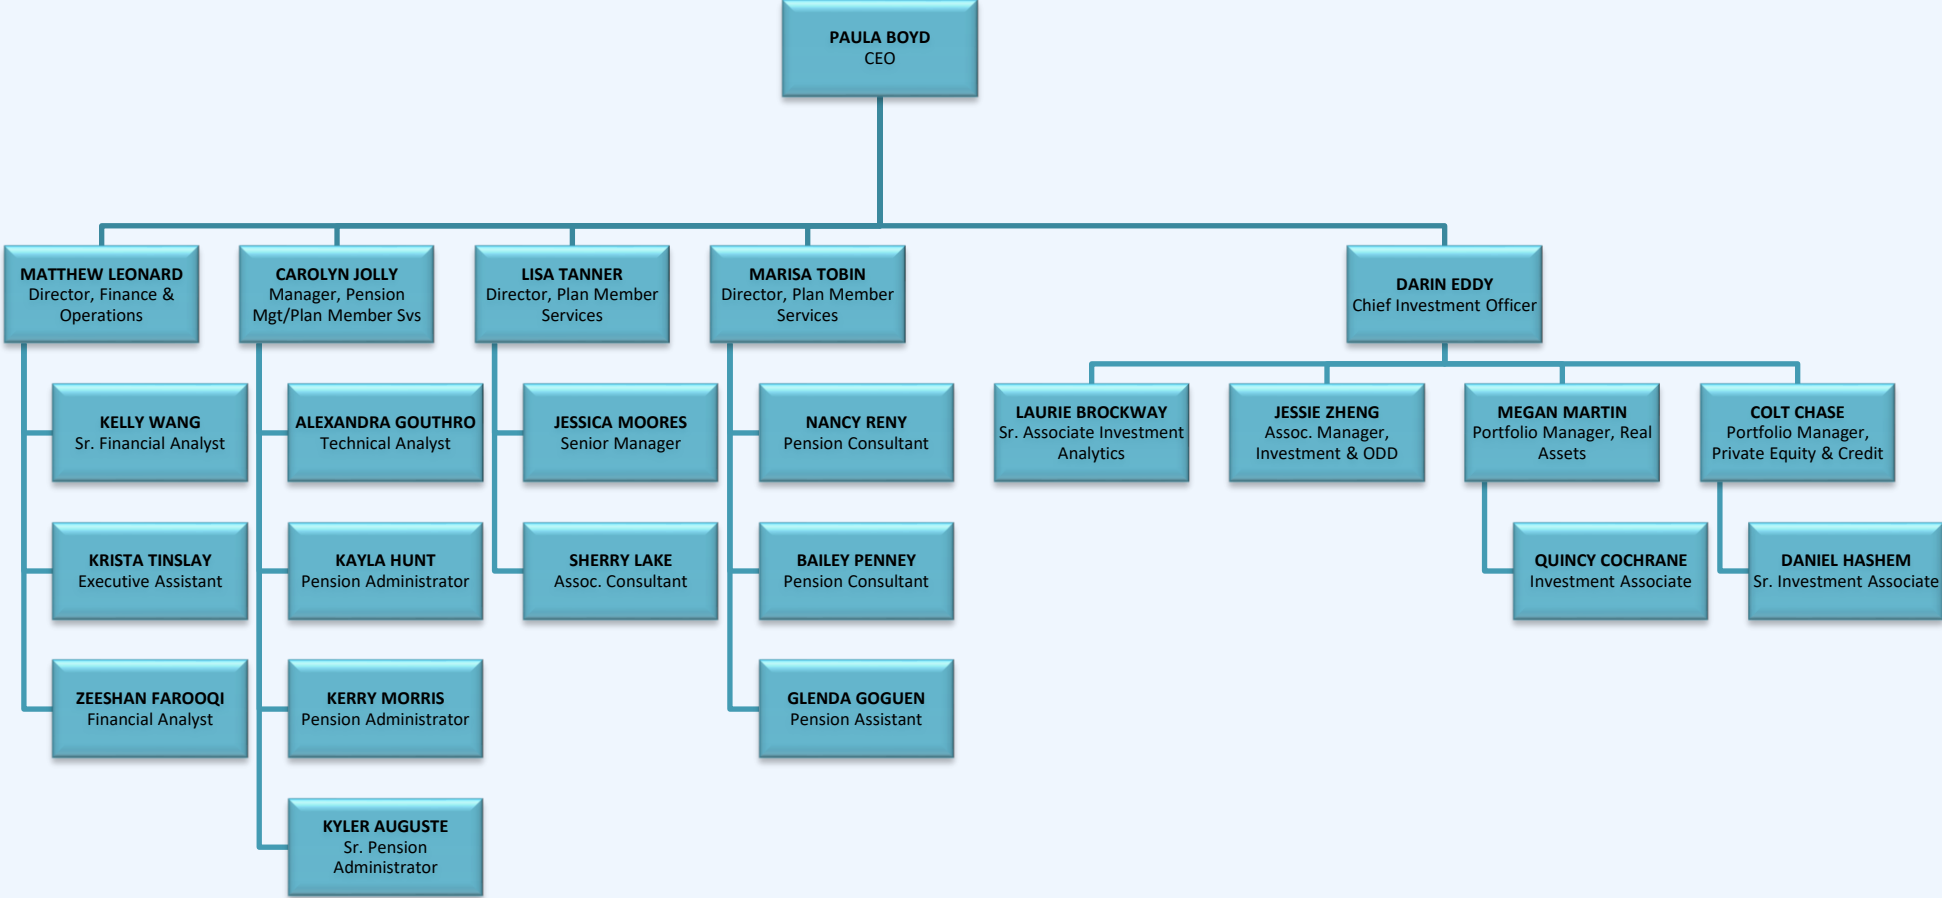 PAULA BOYD
CEO
MATTHEW LEONARD
Director, Finance &
Operations
CAROLYN JOLLY
Manager, Pension
Mgt/Plan Member Svs
LISA TANNER
Director, Plan Member
Services
MARISA TOBIN
Director, Plan Member
Services
DARIN EDDY
Chief Investment Officer
KELLY WANG
Sr. Financial Analyst
ALEXANDRA GOUTHRO
Technical Analyst
JESSICA MOORES
Senior Manager
NANCY RENY
Pension Consultant
LAURIE BROCKWAY
Sr. Associate Investment
Analytics
JESSIE ZHENG
Assoc. Manager,
Investment & ODD
MEGAN MARTIN
Portfolio Manager, Real
Assets
COLT CHASE
Portfolio Manager,
Private Equity & Credit
KRISTA TINSLAY
Executive Assistant
KAYLA HUNT
Pension Administrator
SHERRY LAKE
Assoc. Consultant
BAILEY PENNEY
Pension Consultant
QUINCY COCHRANE
Investment Associate
DANIEL HASHEM
Sr. Investment Associate
ZEESHAN FAROOQI
Financial Analyst
KERRY MORRIS
Pension Administrator
GLENDA GOGUEN
Pension Assistant
KYLER AUGUSTE
Sr. Pension
Administrator